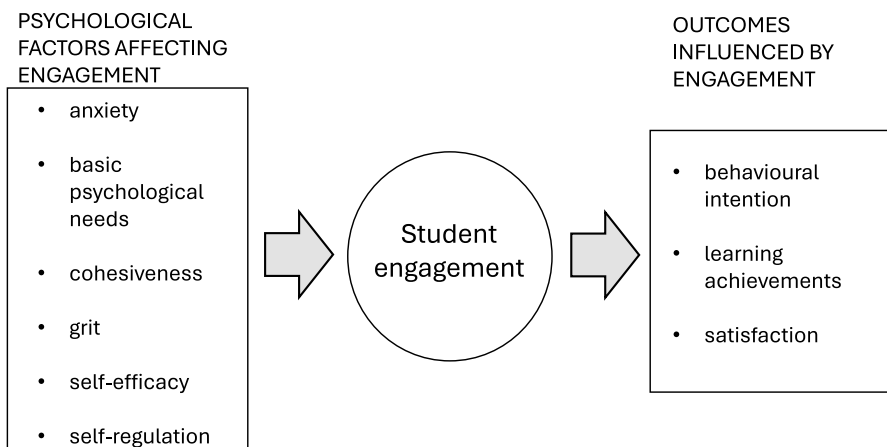 PSYCHOLOGICAL
FACTORS AFFECTING
ENGAGEMENT
• anxiety
• basic
psychological
needs
• cohesiveness
• grit
• self-efficacy
• self-regulation
Student
engagement
OUTCOMES
INFLUENCED BY
ENGAGEMENT
• behavioural
intention
• learning
achievements
• satisfaction